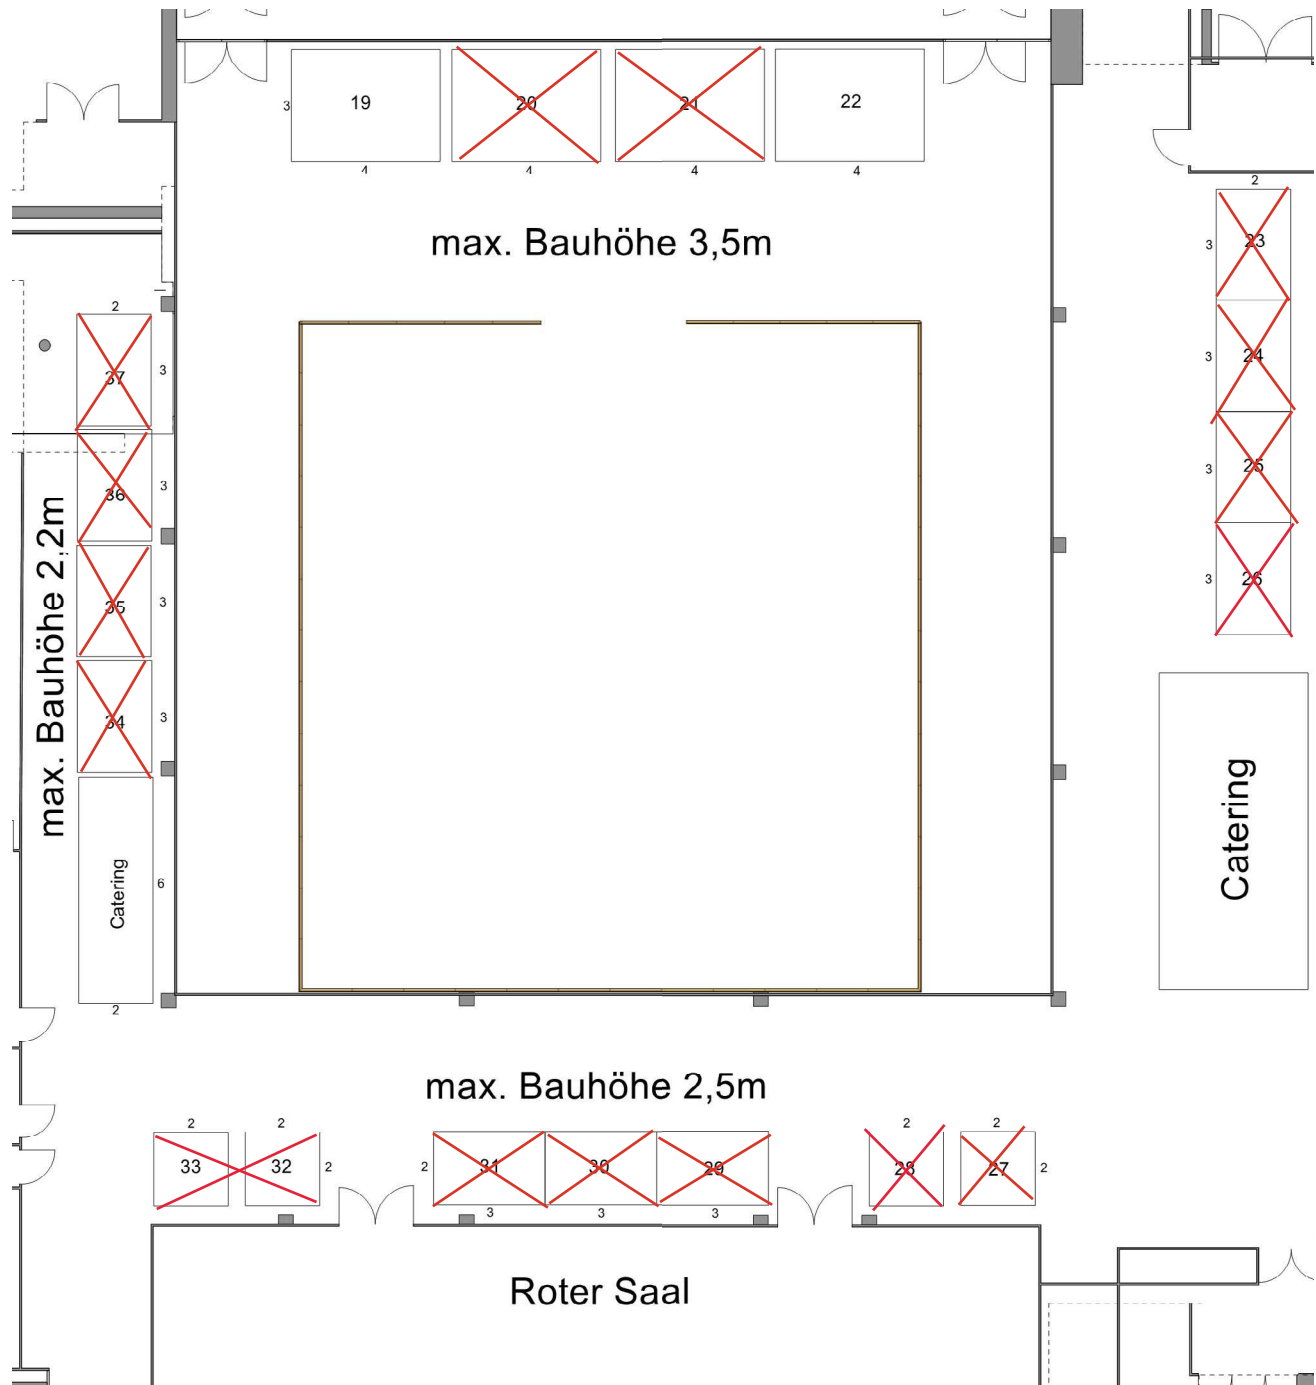 3 19 20 21 22
4 4 4 4
max. Bauhöhe 3,5m
2
3 23
3 24
3 25
3 26
Catering
2
37 3
36 3
35 3
34 3
max. Bauhöhe 2,2m
Catering 6
2
max. Bauhöhe 2,5m
2 2 2 2
33 32 2 2 31 30 29 28 27 2
3 3 3
Roter Saal